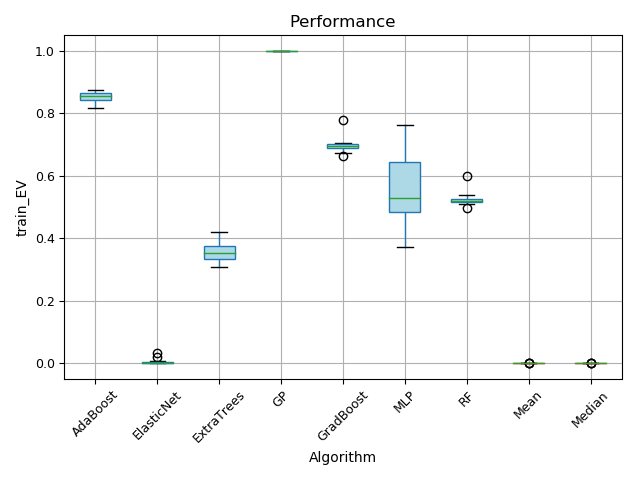 Performance
1.0
0.8
0.6
0.4
0.2
0.0
train_EV
AdaBoost
ElasticNet
ExtraTrees
GP
GradBoost
MLP
RF
Mean
Median
Algorithm